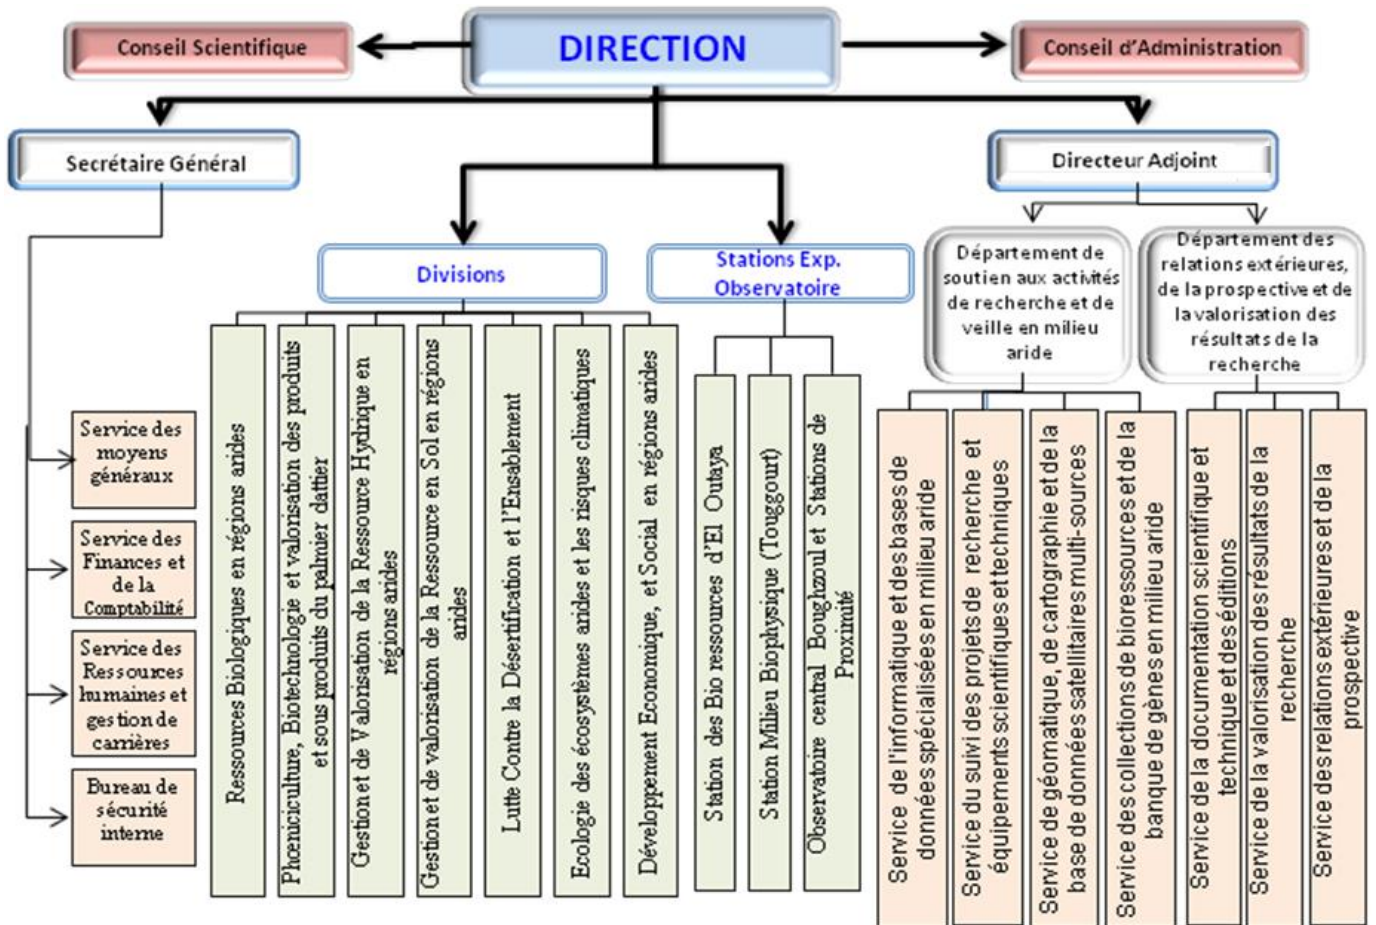 Conseil Scientifique
DIRECTION
Conseil d'Administration
Secrétaire Général
Directeur Adjoint
Divisions
Stations Exp.
Observatoire
Département de
soutien aux activités
de recherche et de
veille en milieu
aride
Département des
relations extérieures,
de la prospective et de
la valorisation des
résultats de la
recherche
Service des
moyens
généraux
Service des
Finances et
de la
Comptabilité
Service des
Ressources
humaines et
gestion de
carrières
Bureau de
sécurité
interne
Ressources Biologiques en régions arides
Phœniciculture, Biotechnologie et valorisation des produits
et sous produits du palmier dattier
Gestion et de Valorisation de la Ressource Hydrique en
régions arides
Gestion et de valorisation de la Ressource en Sol en régions
arides
Lutte Contre la Désertification et l'Ensablement
Ecologie des écosystèmes arides et les risques climatiques
Développement Economique, et Social en régions arides
Station des Bio ressources d'El Outaya
Station Milieu Biophysique (Touggourt)
Observatoire central Boughzoul et Stations de
Proximité
Service de l'informatique et des bases de
données spécialisées en milieu aride
Service du suivi des projets de recherche et
équipements scientifiques et techniques
Service de géomatique, de cartographie et de la
base de données satellitaires multi-sources
Service des collections de bioressources et de la
banque de gènes en milieu aride
Service de la documentation scientifique et
technique et des éditions
Service de la valorisation des résultats de la
recherche
Service des relations extérieures et de la
prospective